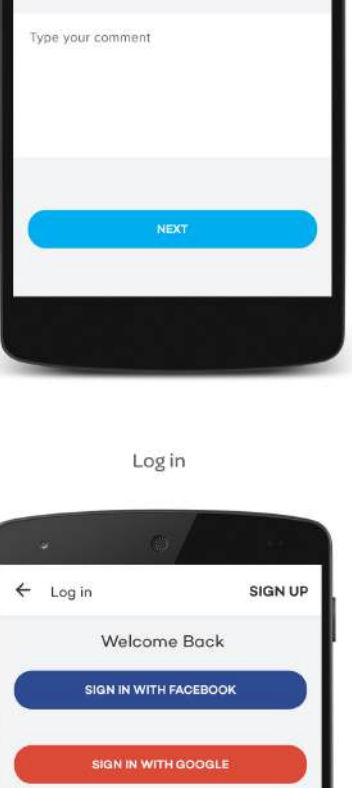 Type your comment
NEXT
Log in
← Log in SIGN UP
Welcome Back
SIGN IN WITH FACEBOOK
SIGN IN WITH GOOGLE